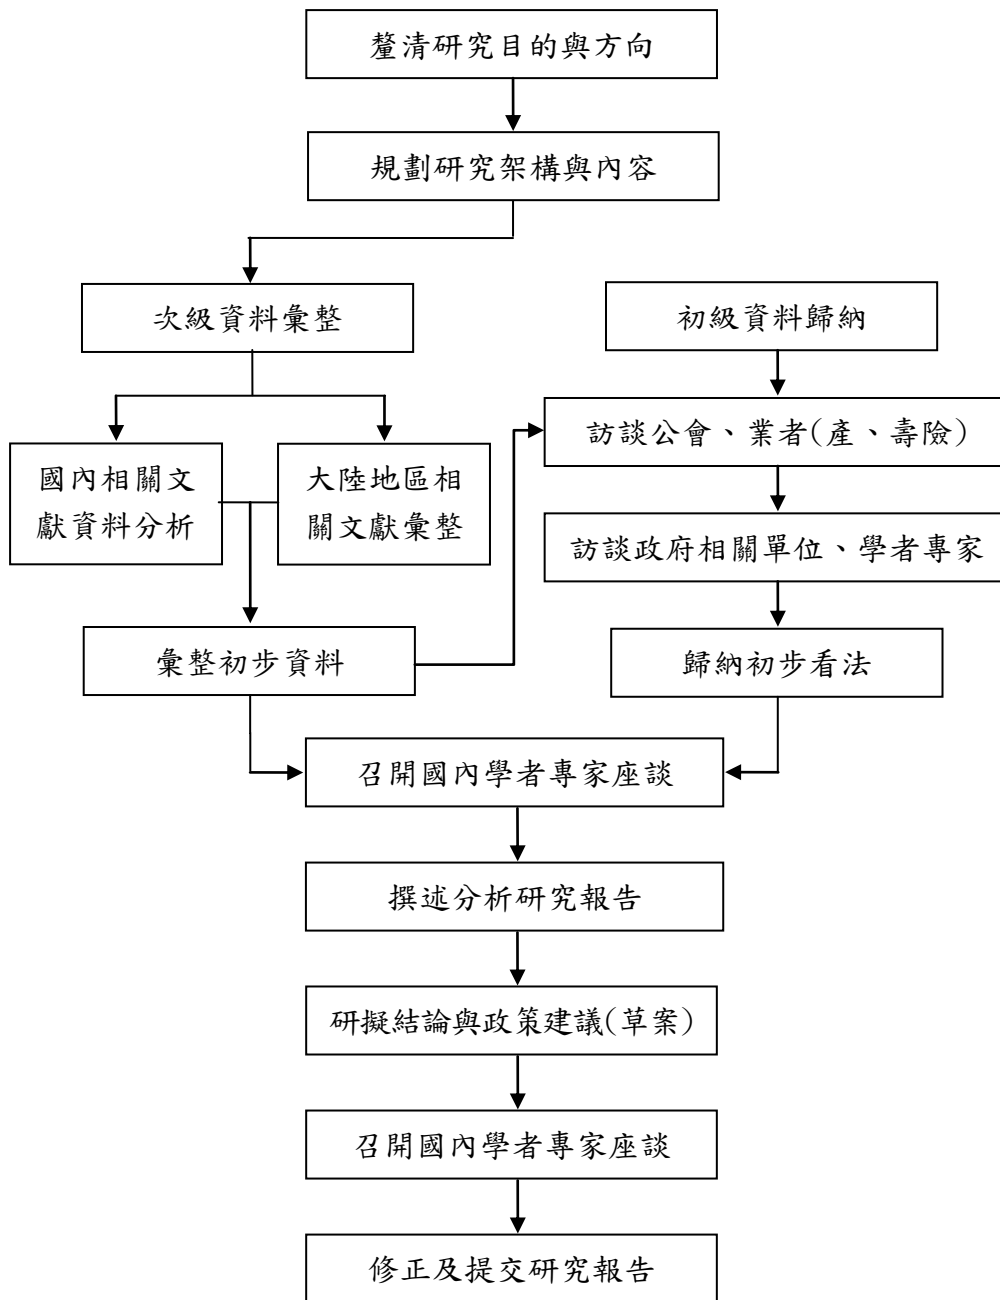 釐清研究目的與方向
規劃研究架構與內容
次級資料彙整
初級資料歸納
國內相關文
獻資料分析
大陸地區相
關文獻彙整
訪談公會、業者(產、壽險)
訪談政府相關單位、學者專家
彙整初步資料
歸納初步看法
召開國內學者專家座談
撰述分析研究報告
研擬結論與政策建議(草案)
召開國內學者專家座談
修正及提交研究報告